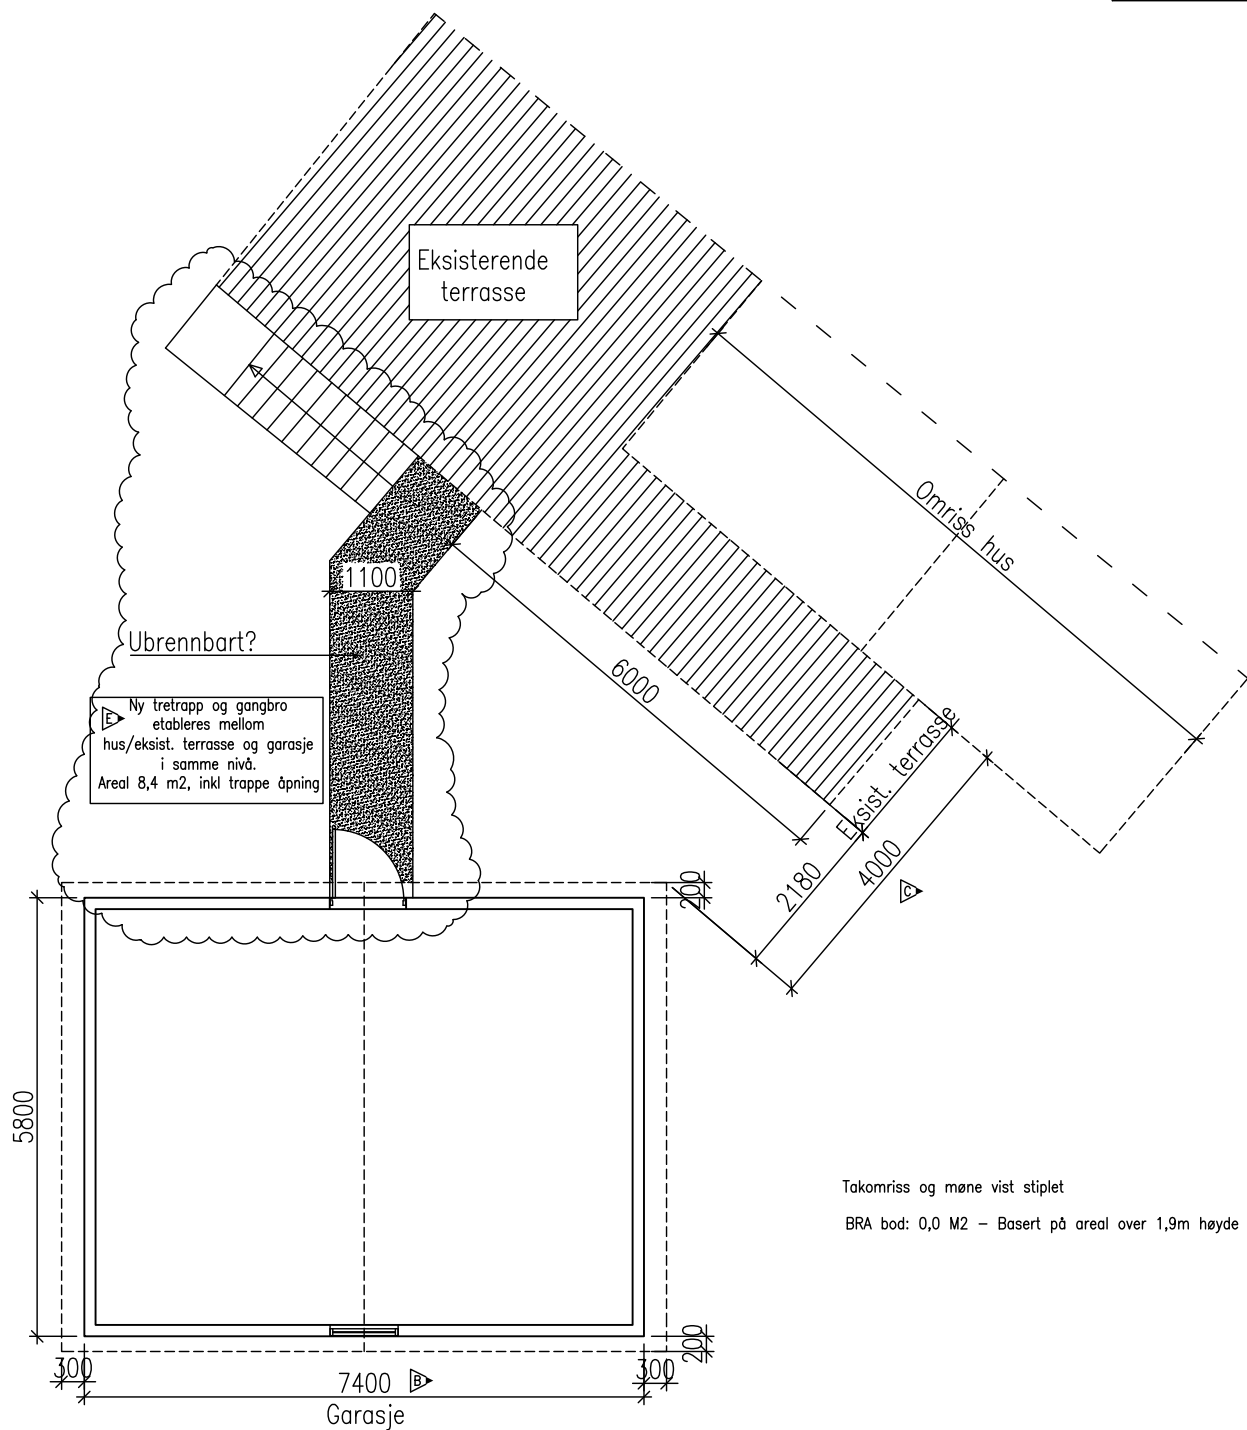 Eksisterende
terrasse
Omriss hus
1100
Ubrennbart?
6000
E
Ny tretrapp og gangbro
etableres mellom
hus/eksist. terrasse og garasje
i samme nivå.
Areal 8,4 m2, inkl trappe åpning
Eksist. terrasse
2180
4000
C
200
5800
Takomriss og møne vist stiplet
BRA bod: 0,0 M2 – Basert på areal over 1,9m høyde
200
300
7400
B
300
Garasje